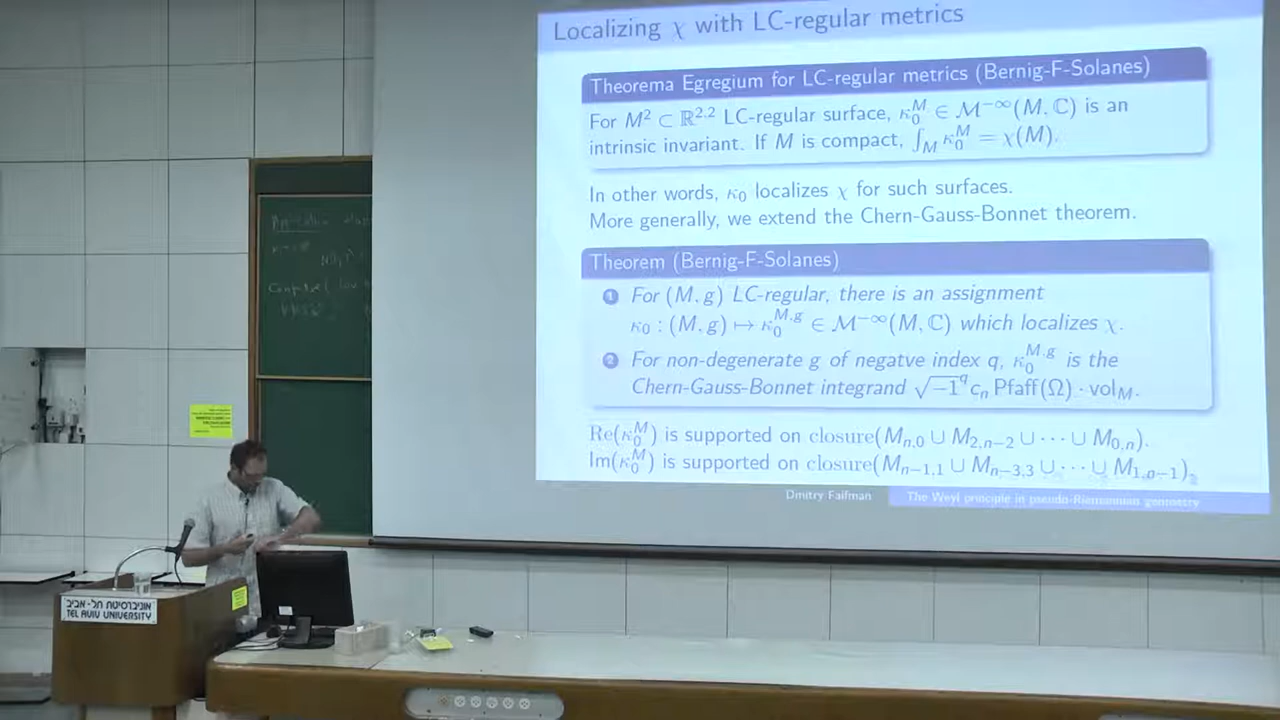 Localizing χ with LC-regular metrics
Theorema Egregium for LC-regular metrics (Bernig-F-Solanes)
For M² ⊂ ℝ^{2,2} LC-regular surface, κ₀^M ∈ ℳ^{-∞}(M, ℂ) is an
intrinsic invariant. If M is compact, ∫_M κ₀^M = χ(M).
In other words, κ₀ localizes χ for such surfaces.
More generally, we extend the Chern-Gauss-Bonnet theorem.
Theorem (Bernig-F-Solanes)
1 For (M, g) LC-regular, there is an assignment
κ₀ : (M, g) ↦ κ₀^{M,g} ∈ ℳ^{-∞}(M, ℂ) which localizes χ.
2 For non-degenerate g of negatve index q, κ₀^{M,g} is the
Chern-Gauss-Bonnet integrand √-1^q c_n Pfaff(Ω) · vol_M.
Re(κ₀^M) is supported on closure(M_{n,0} ∪ M_{2,n-2} ∪ ··· ∪ M_{0,n}).
Im(κ₀^M) is supported on closure(M_{n-1,1} ∪ M_{n-3,3} ∪ ··· ∪ M_{1,n-1}).
Dmitry Faifman
The Weyl principle in pseudo-Riemannian geometry
אוניברסיטת תל-אביב
TEL AVIV UNIVERSITY